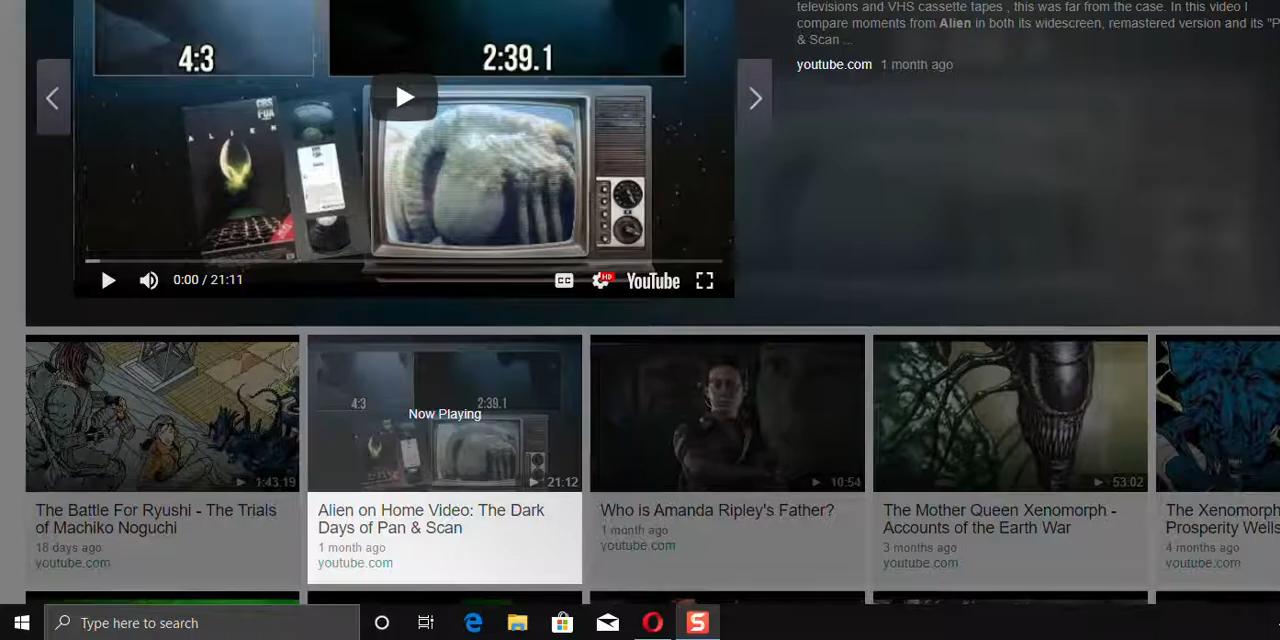 televisions and VHS cassette tapes , this was far from the case. In this video I
compare moments from Alien in both its widescreen, remastered version and its "P
& Scan ...
youtube.com 1 month ago
4:3
2:39.1
CBS
FOX
A L I E N
0:00 / 21:11
CC
HD
YouTube
4:3
2:39.1
Now Playing
1:43:19
21:12
10:54
53:02
The Battle For Ryushi - The Trials
of Machiko Noguchi
18 days ago
youtube.com
Alien on Home Video: The Dark
Days of Pan & Scan
1 month ago
youtube.com
Who is Amanda Ripley's Father?
1 month ago
youtube.com
The Mother Queen Xenomorph -
Accounts of the Earth War
3 months ago
youtube.com
The Xenomorph
Prosperity Wells
4 months ago
youtube.com
Type here to search